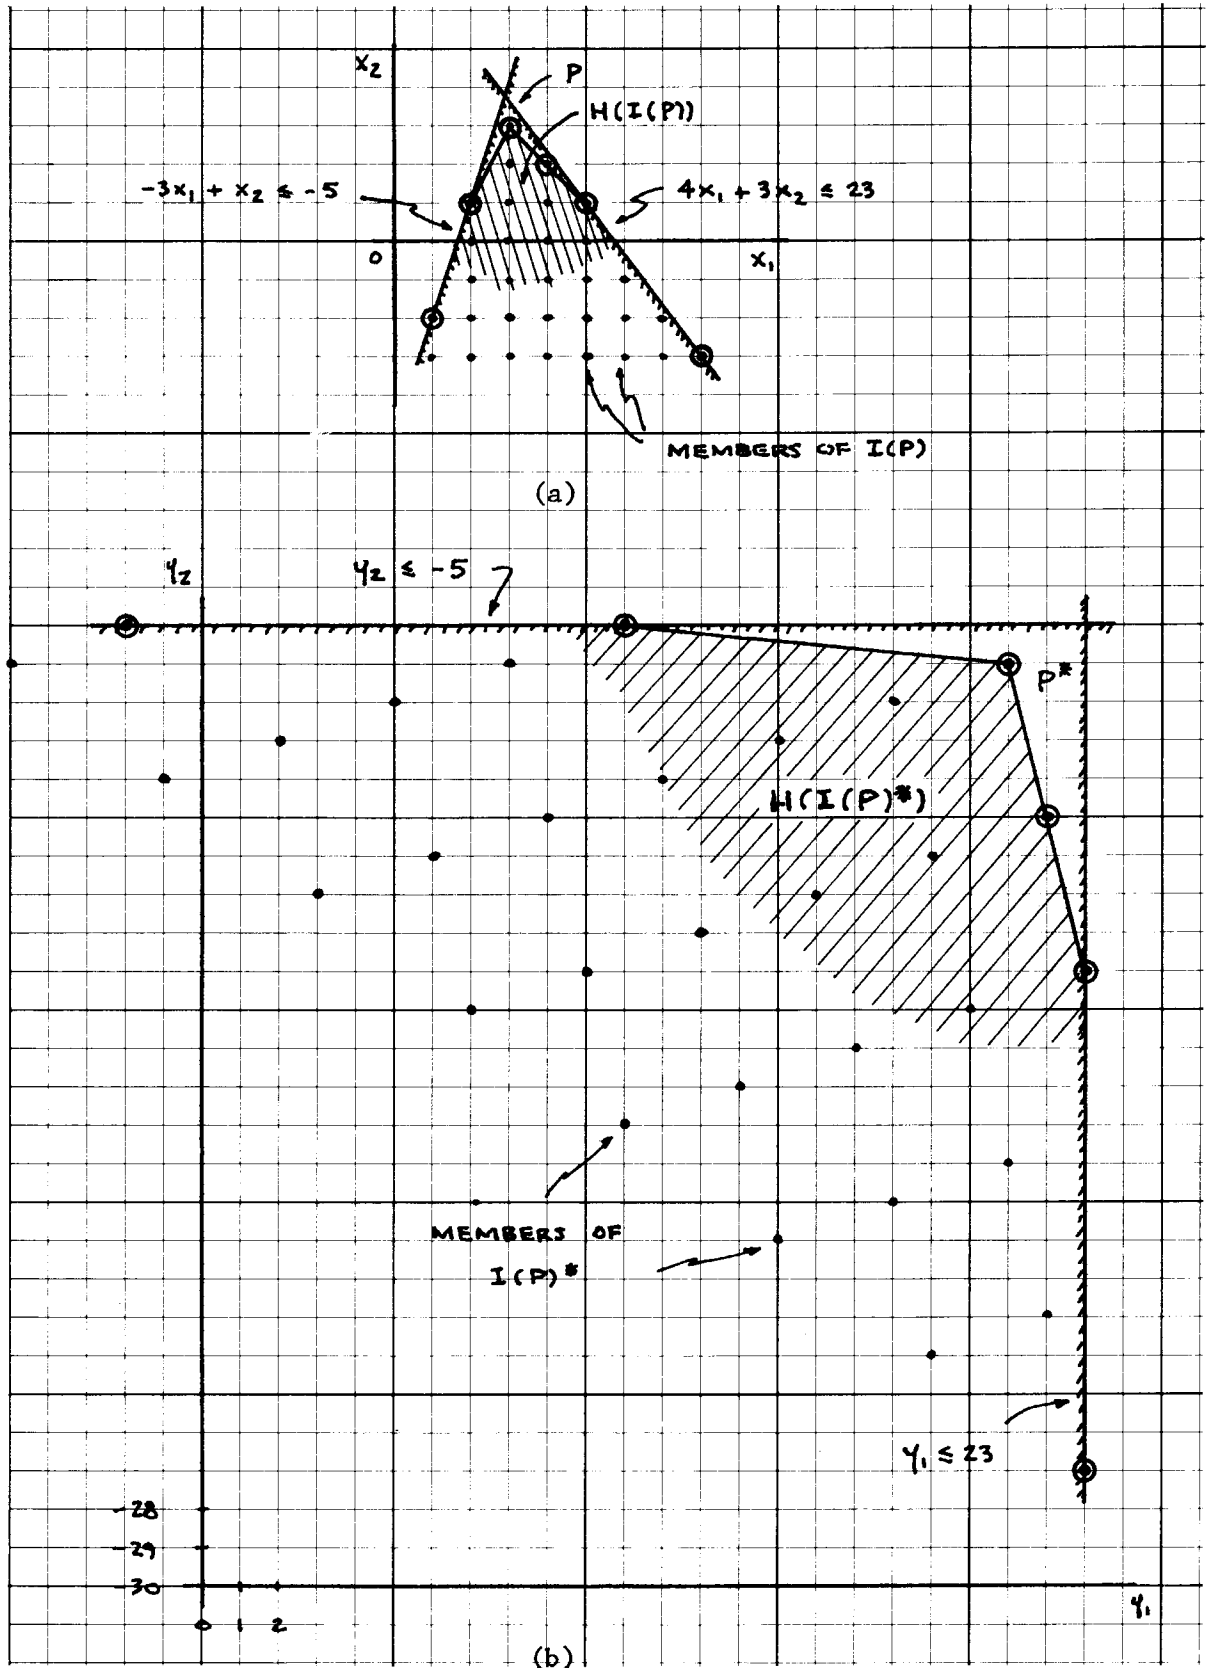 x₂
P
H(I(P))
-3x₁ + x₂ ≤ -5
4x₁ + 3x₂ ≤ 23
0
x₁
MEMBERS OF I(P)
(a)
y₂
y₂ ≤ -5
P*
H(I(P)*)
MEMBERS OF
I(P)*
y₁ ≤ 23
-28
-29
-30
0 1 2
y₁
(b)